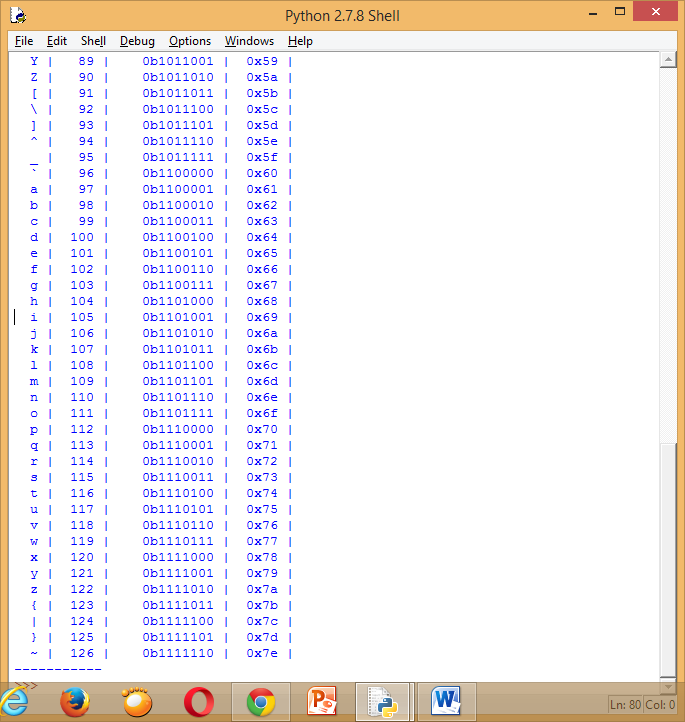 Python 2.7.8 Shell
File Edit Shell Debug Options Windows Help
Y | 89 | 0b1011001 | 0x59 |
Z | 90 | 0b1011010 | 0x5a |
[ | 91 | 0b1011011 | 0x5b |
\ | 92 | 0b1011100 | 0x5c |
] | 93 | 0b1011101 | 0x5d |
^ | 94 | 0b1011110 | 0x5e |
_ | 95 | 0b1011111 | 0x5f |
` | 96 | 0b1100000 | 0x60 |
a | 97 | 0b1100001 | 0x61 |
b | 98 | 0b1100010 | 0x62 |
c | 99 | 0b1100011 | 0x63 |
d | 100 | 0b1100100 | 0x64 |
e | 101 | 0b1100101 | 0x65 |
f | 102 | 0b1100110 | 0x66 |
g | 103 | 0b1100111 | 0x67 |
h | 104 | 0b1101000 | 0x68 |
i | 105 | 0b1101001 | 0x69 |
j | 106 | 0b1101010 | 0x6a |
k | 107 | 0b1101011 | 0x6b |
l | 108 | 0b1101100 | 0x6c |
m | 109 | 0b1101101 | 0x6d |
n | 110 | 0b1101110 | 0x6e |
o | 111 | 0b1101111 | 0x6f |
p | 112 | 0b1110000 | 0x70 |
q | 113 | 0b1110001 | 0x71 |
r | 114 | 0b1110010 | 0x72 |
s | 115 | 0b1110011 | 0x73 |
t | 116 | 0b1110100 | 0x74 |
u | 117 | 0b1110101 | 0x75 |
v | 118 | 0b1110110 | 0x76 |
w | 119 | 0b1110111 | 0x77 |
x | 120 | 0b1111000 | 0x78 |
y | 121 | 0b1111001 | 0x79 |
z | 122 | 0b1111010 | 0x7a |
{ | 123 | 0b1111011 | 0x7b |
| | 124 | 0b1111100 | 0x7c |
} | 125 | 0b1111101 | 0x7d |
~ | 126 | 0b1111110 | 0x7e |
------------
>>>
Ln: 80 Col: 0